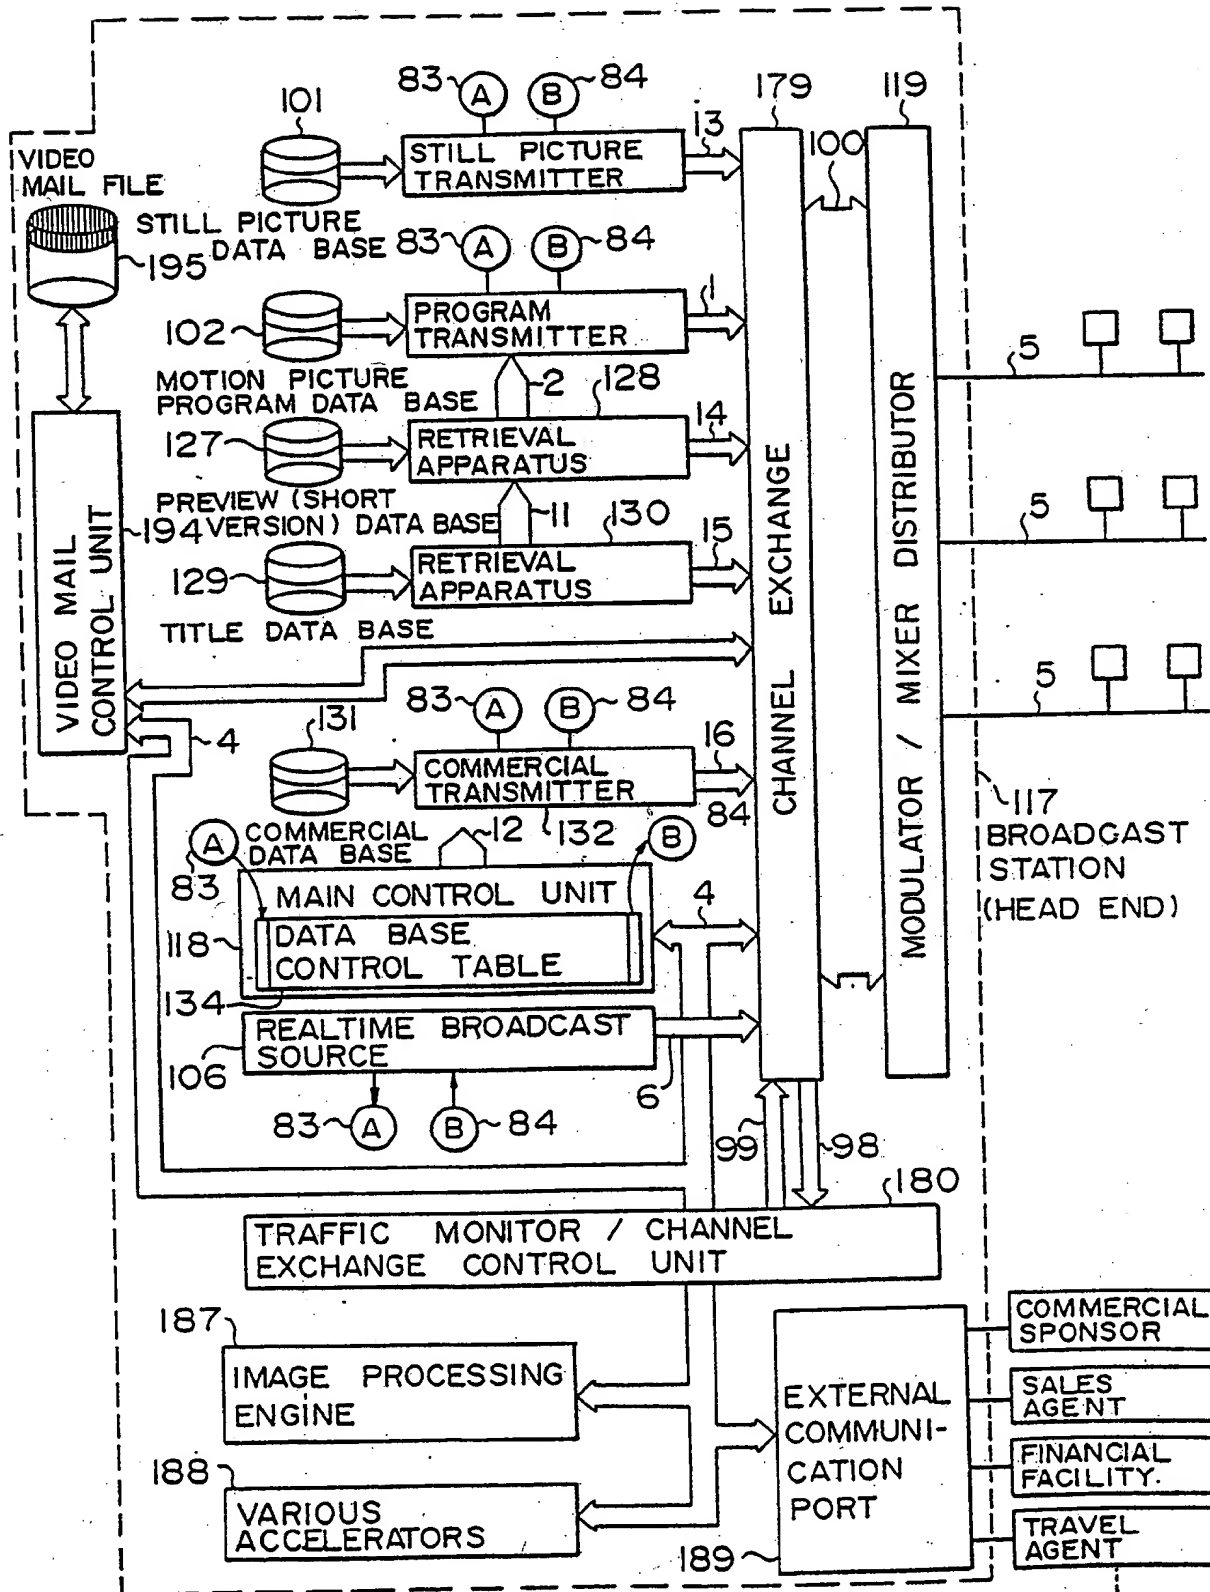 83
A
B
84
179
119
101
13
100
STILL PICTURE
TRANSMITTER
VIDEO
MAIL FILE
STILL PICTURE
DATA BASE
195
83
A
B
84
1
102
PROGRAM
TRANSMITTER
MOTION PICTURE
PROGRAM DATA BASE
2
128
5
127
RETRIEVAL
APPARATUS
14
PREVIEW (SHORT
VERSION) DATA BASE
194
11
130
5
129
RETRIEVAL
APPARATUS
15
TITLE DATA BASE
VIDEO MAIL
CONTROL UNIT
CHANNEL EXCHANGE
MODULATOR / MIXER DISTRIBUTOR
83
A
B
84
5
4
131
COMMERCIAL
TRANSMITTER
16
132
84
117
BROADCAST
STATION
(HEAD END)
A
83
COMMERCIAL
DATA BASE
12
B
MAIN CONTROL UNIT
118
DATA BASE
CONTROL TABLE
4
134
REALTIME BROADCAST
SOURCE
106
6
83
A
B
84
99
98
180
TRAFFIC MONITOR / CHANNEL
EXCHANGE CONTROL UNIT
187
IMAGE PROCESSING
ENGINE
188
VARIOUS
ACCELERATORS
EXTERNAL
COMMUNI-
CATION
PORT
189
COMMERCIAL
SPONSOR
SALES
AGENT
FINANCIAL
FACILITY.
TRAVEL
AGENT